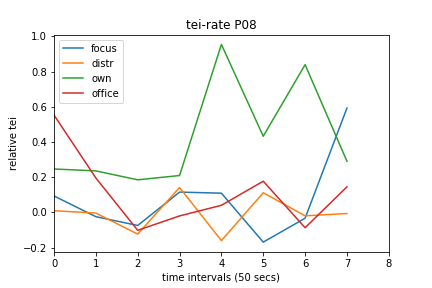 tei-rate P08
1.0
0.8
0.6
0.4
0.2
0.0
−0.2
relative tei
focus
distr
own
office
0 1 2 3 4 5 6 7 8
time intervals (50 secs)